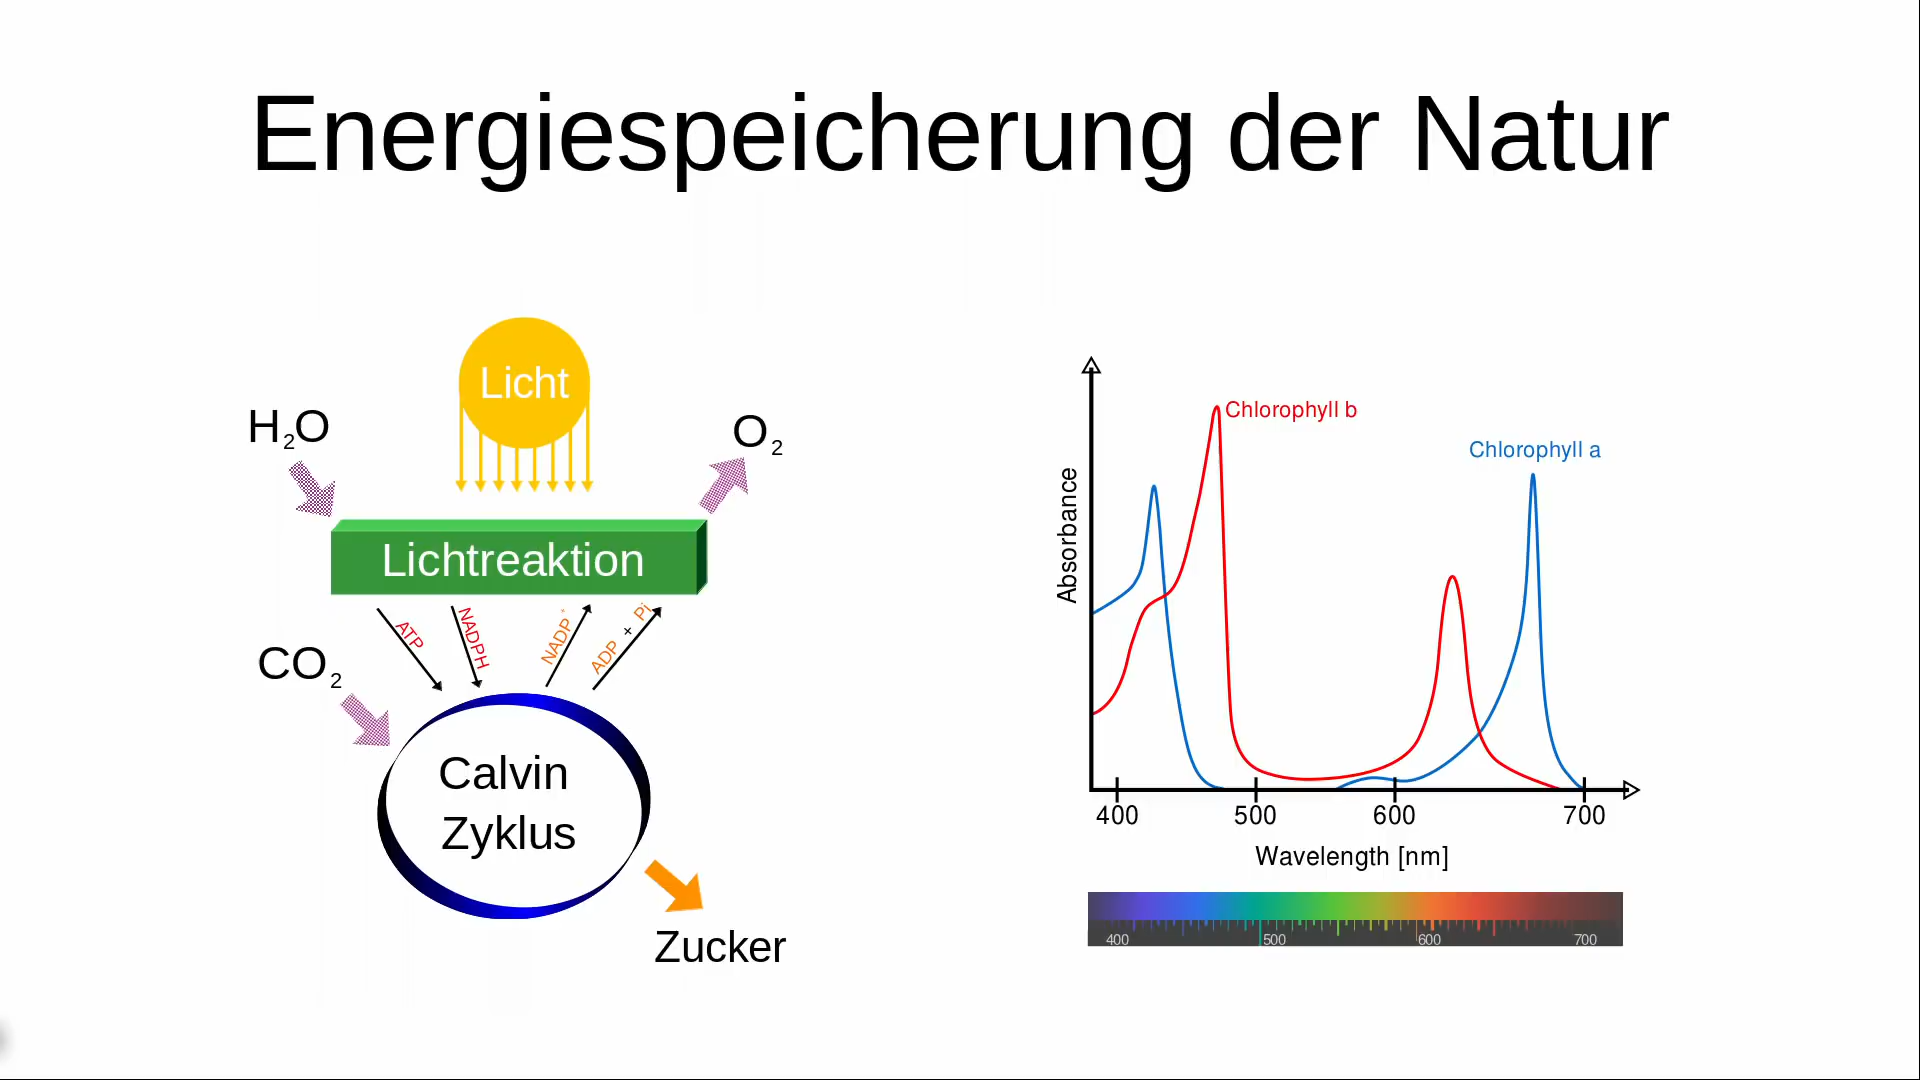 Energiespeicherung der Natur
Licht
H₂O
O₂
Lichtreaktion
ATP
NADPH
NADP⁺
ADP + Pi
CO₂
Calvin
Zyklus
Zucker
Chlorophyll b
Chlorophyll a
Absorbance
400 500 600 700
Wavelength [nm]
400 500 600 700